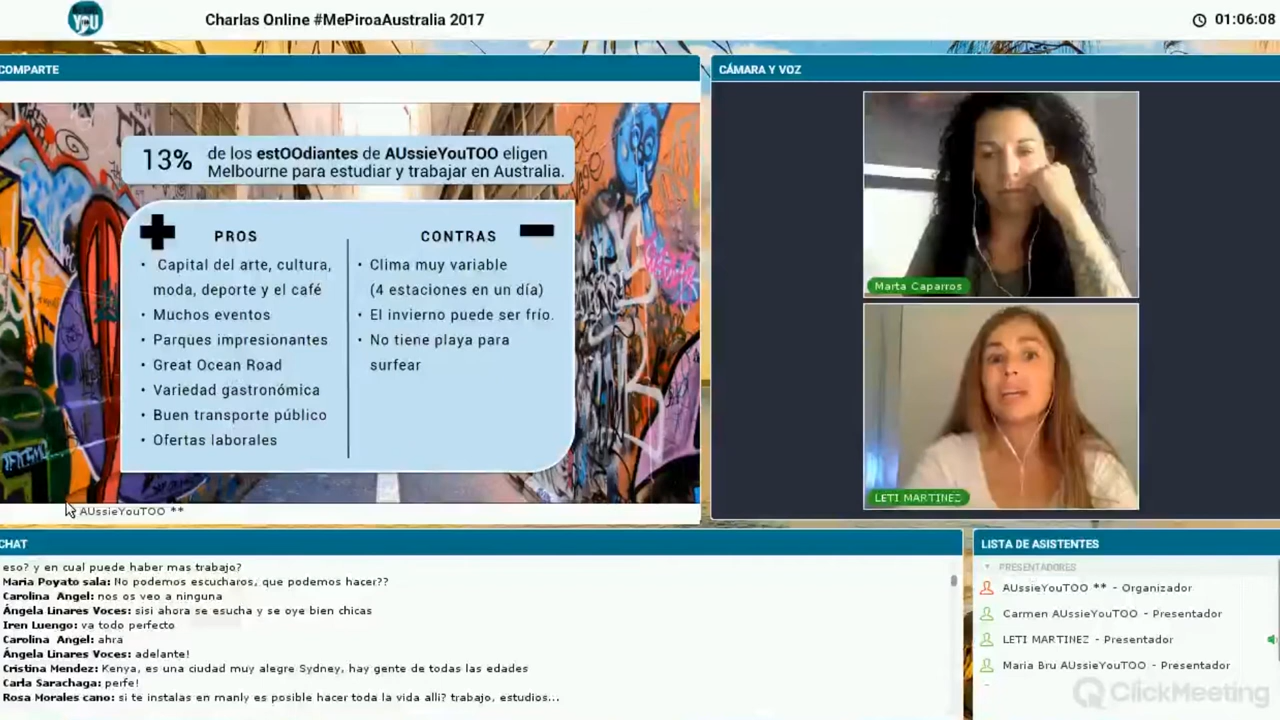 YOU
Charlas Online #MePiroaAustralia 2017
01:06:08
COMPARTE
CÁMARA Y VOZ
13%
de los estOOdiantes de AUssieYouTOO eligen
Melbourne para estudiar y trabajar en Australia.
PROS
• Capital del arte, cultura,
moda, deporte y el café
• Muchos eventos
• Parques impresionantes
• Great Ocean Road
• Variedad gastronómica
• Buen transporte público
• Ofertas laborales
CONTRAS
• Clima muy variable
(4 estaciones en un día)
• El invierno puede ser frío.
• No tiene playa para
surfear
Marta Caparros
LETI MARTINEZ
AUssieYouTOO **
CHAT
eso? y en cual puede haber mas trabajo?
Maria Poyato sala: No podemos escucharos, que podemos hacer??
Carolina Angel: nos os veo a ninguna
Ángela Linares Voces: sisi ahora se esucha y se oye bien chicas
Iren Luengo: va todo perfecto
Carolina Angel: ahra
Ángela Linares Voces: adelante!
Cristina Mendez: Kenya, es una ciudad muy alegre Sydney, hay gente de todas las edades
Carla Sarachaga: perfe!
Rosa Morales cano: si te instalas en manly es posible hacer toda la vida alli? trabajo, estudios...
LISTA DE ASISTENTES
PRESENTADORES
AUssieYouTOO ** - Organizador
Carmen AUssieYouTOO - Presentador
LETI MARTINEZ - Presentador
Maria Bru AUssieYouTOO - Presentador
ClickMeeting